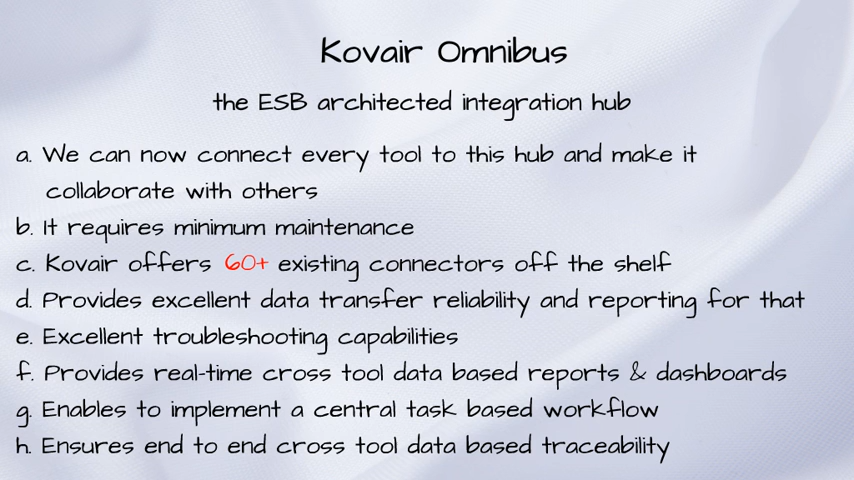 Kovair Omnibus
the ESB architected integration hub
a. We can now connect every tool to this hub and make it
collaborate with others
b. It requires minimum maintenance
c. Kovair offers 60+ existing connectors off the shelf
d. Provides excellent data transfer reliability and reporting for that
e. Excellent troubleshooting capabilities
f. Provides real-time cross tool data based reports & dashboards
g. Enables to implement a central task based workflow
h. Ensures end to end cross tool data based traceability